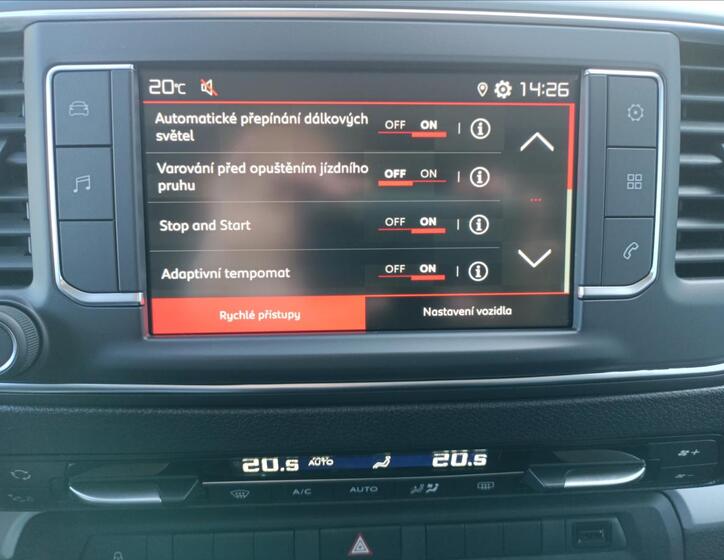 20°C 14:26
Automatické přepínání dálkových
světel
OFF ON
Varování před opuštěním jízdního
pruhu
OFF ON
Stop and Start OFF ON
Adaptivní tempomat OFF ON
Rychlé přístupy Nastavení vozidla
20.5 AUTO 20.5
A/C AUTO